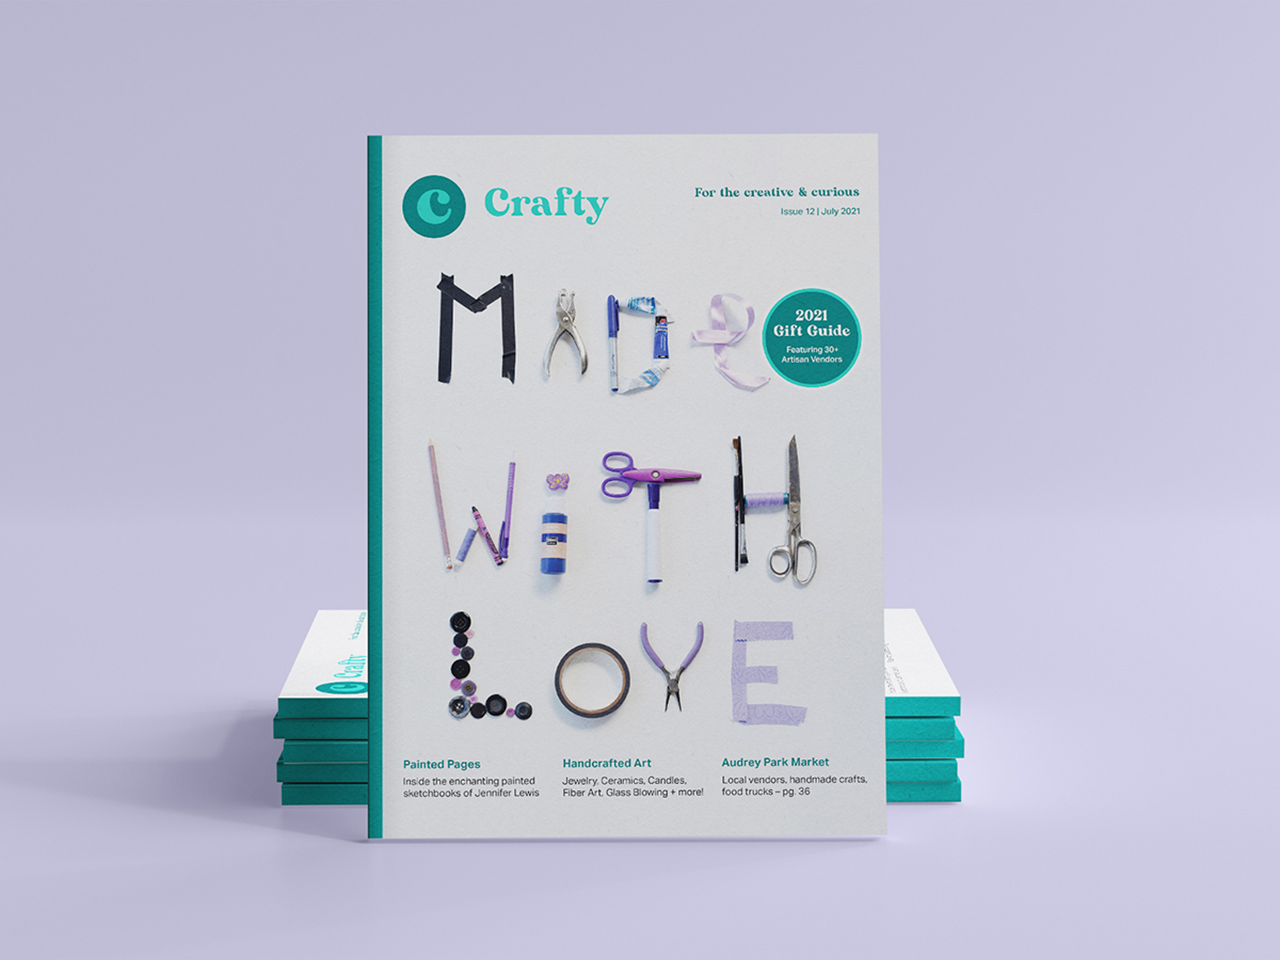 C
Crafty
For the creative & curious
Issue 12 | July 2021
MADe
WiTH
LOVE
2021
Gift Guide
Featuring 30+
Artisan Vendors
Painted Pages
Inside the enchanting painted
sketchbooks of Jennifer Lewis
Handcrafted Art
Jewelry, Ceramics, Candles,
Fiber Art, Glass Blowing + more!
Audrey Park Market
Local vendors, handmade crafts,
food trucks – pg. 36
C Crafty